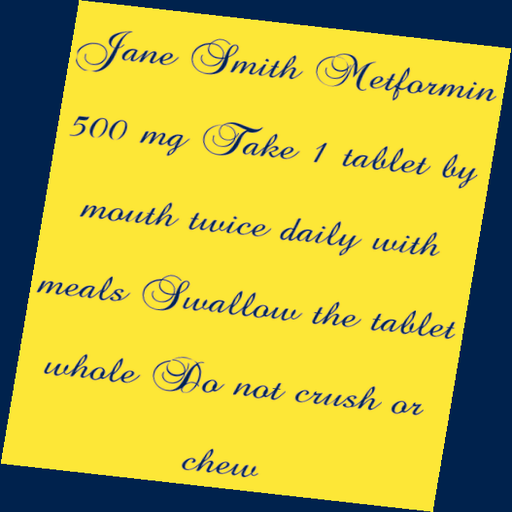 Jane Smith Metformin
500 mg Take 1 tablet by
mouth twice daily with
meals Swallow the tablet
whole Do not crush or
chew